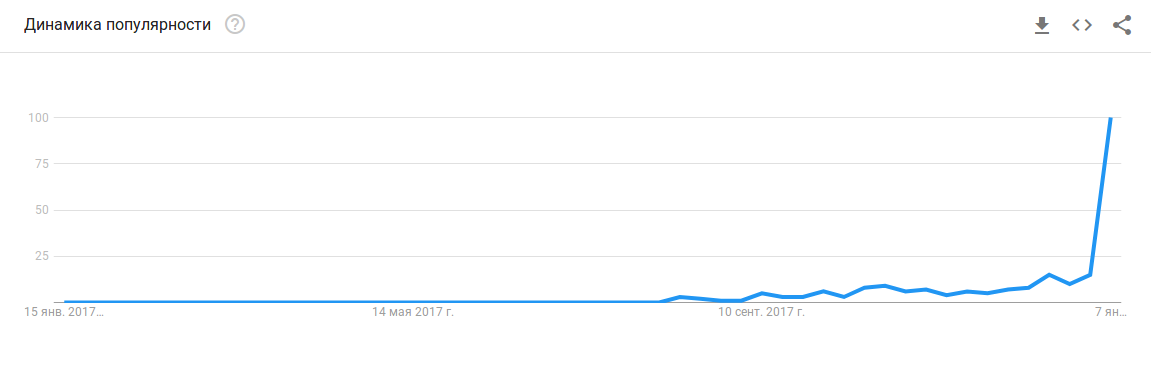 Динамика популярности ?
100
75
50
25
15 янв. 2017…
14 мая 2017 г.
10 сент. 2017 г.
7 ян…